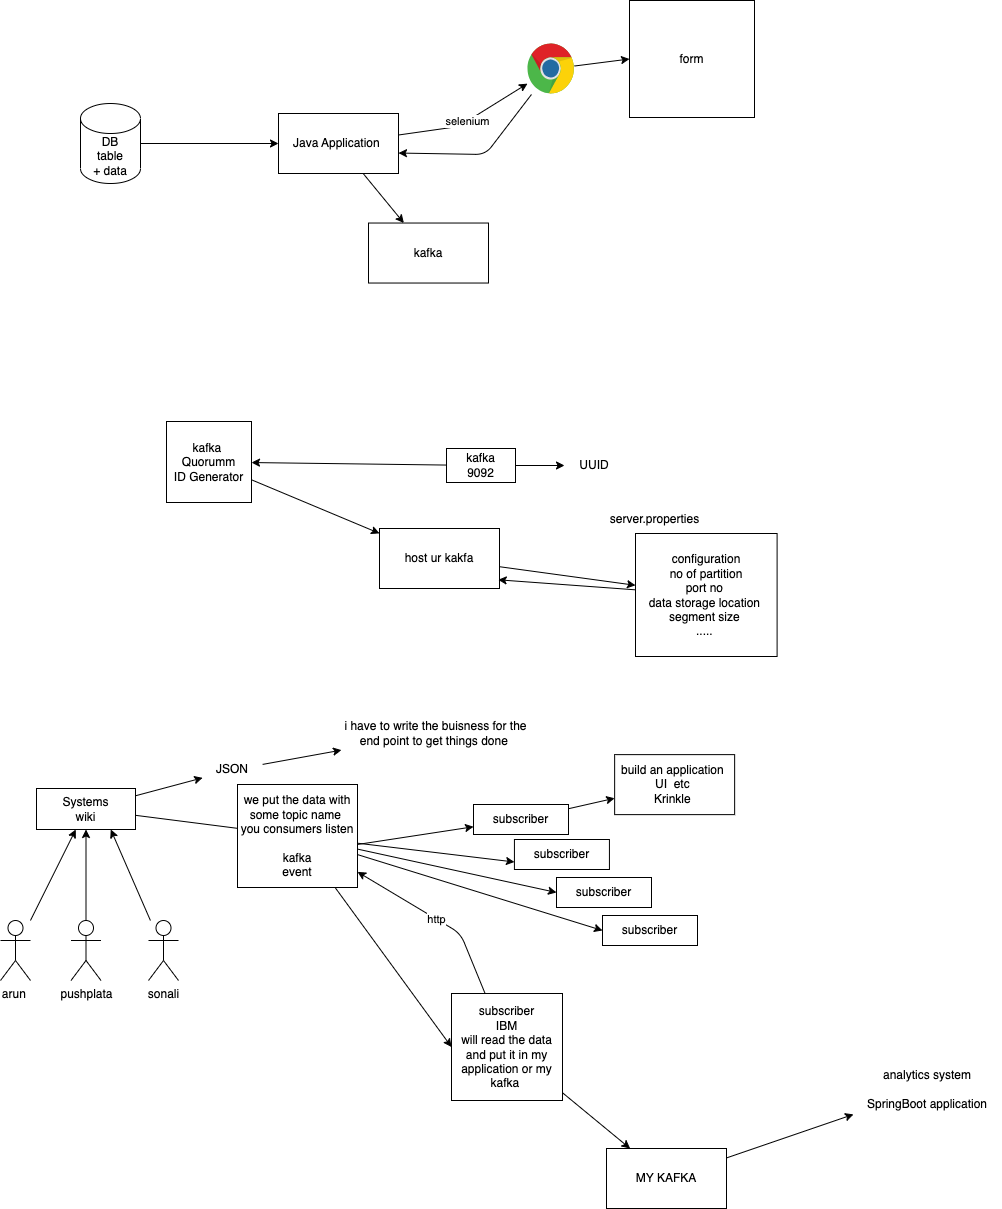 form
selenium
DB
table
+ data
Java Application
kafka
kafka
Quorumm
ID Generator
kafka
9092
UUID
server.properties
host ur kakfa
configuration
no of partition
port no
data storage location
segment size
.....
i have to write the buisness for the
end point to get things done
JSON
Systems
wiki
we put the data with
some topic name
you consumers listen
kafka
event
build an application
UI  etc
Krinkle
subscriber
subscriber
subscriber
subscriber
http
arun
pushplata
sonali
subscriber
IBM
will read the data
and put it in my
application or my
kafka
analytics system
SpringBoot application
MY KAFKA